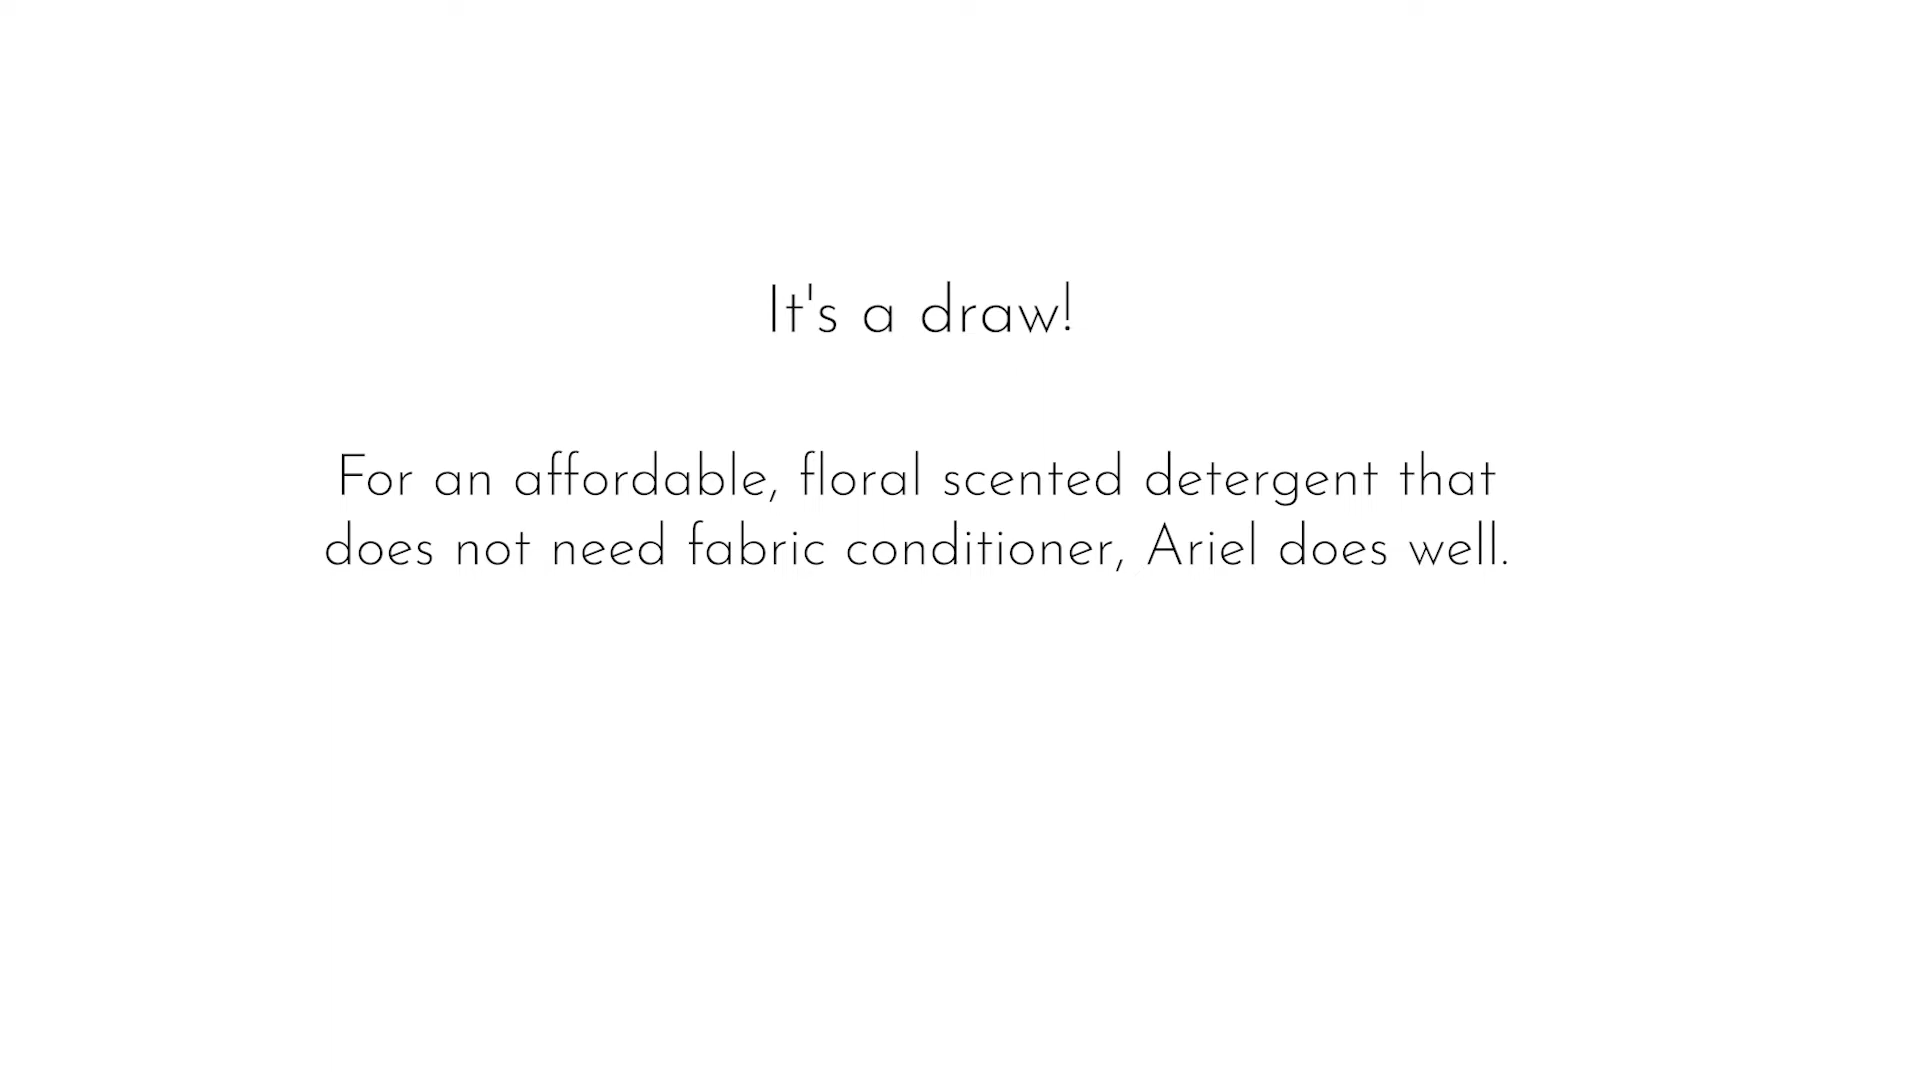 It's a draw!
For an affordable, floral scented detergent that
does not need fabric conditioner, Ariel does well.